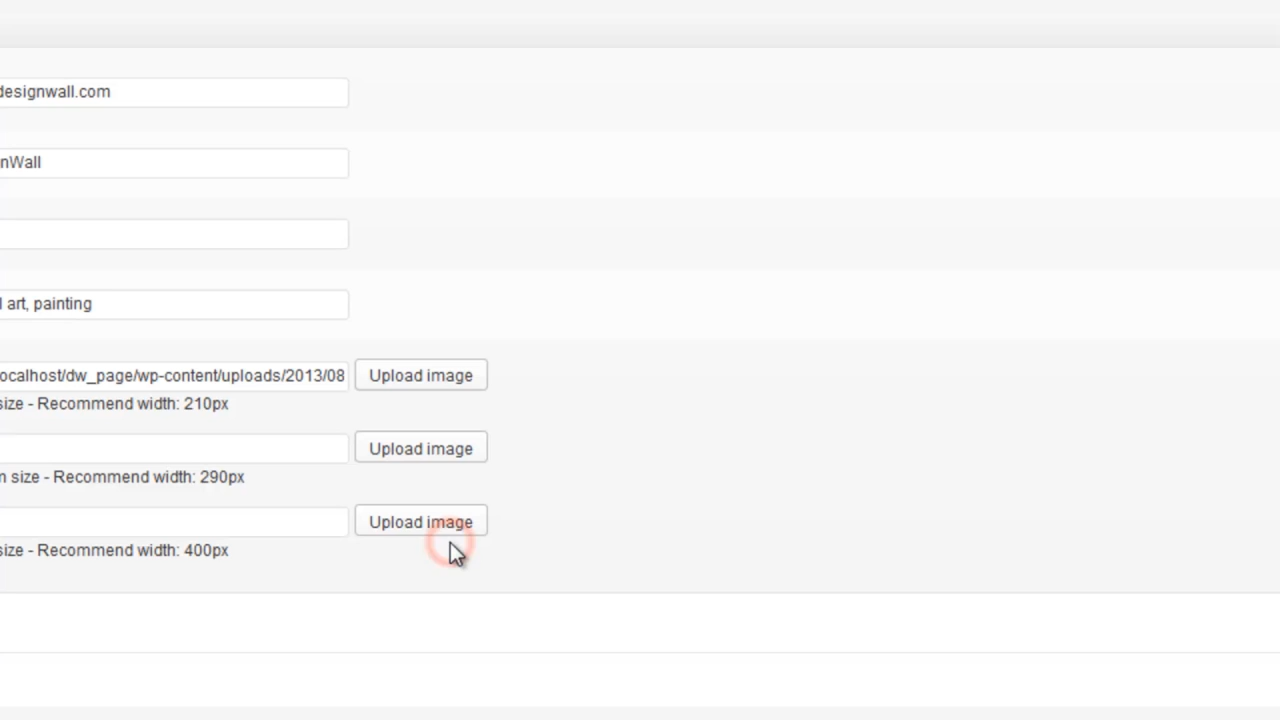 designwall.com
nWall
art, painting
ocalhost/dw_page/wp-content/uploads/2013/08
Upload image
size - Recommend width: 210px
Upload image
n size - Recommend width: 290px
Upload image
size - Recommend width: 400px